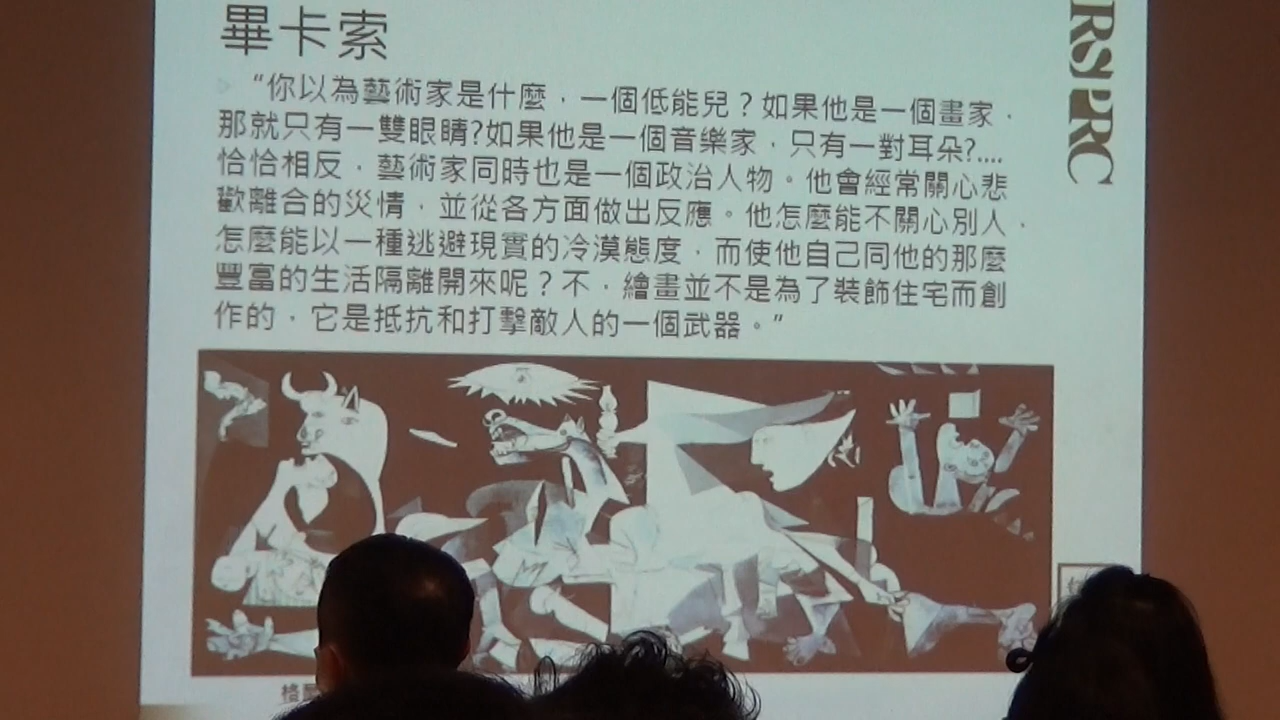 畢卡索
“你以為藝術家是什麼，一個低能兒？如果他是一個畫家，
那就只有一雙眼睛?如果他是一個音樂家，只有一對耳朵?....
恰恰相反，藝術家同時也是一個政治人物。他會經常關心悲
歡離合的災情，並從各方面做出反應。他怎麼能不關心別人，
怎麼能以一種逃避現實的冷漠態度，而使他自己同他的那麼
豐富的生活隔離開來呢？不，繪畫並不是為了裝飾住宅而創
作的，它是抵抗和打擊敵人的一個武器。”
格